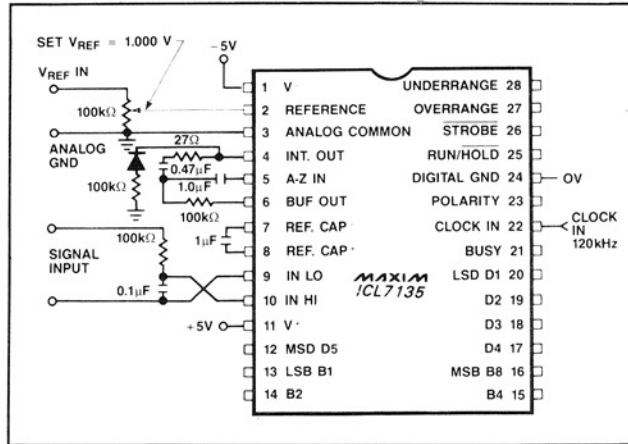 SET VREF = 1.000 V
−5V
VREF IN
100kΩ
ANALOG
GND
27Ω
0.47µF
1.0µF
100kΩ
100kΩ
100kΩ
1µF
SIGNAL
INPUT
0.1µF
+5V
1 V⁻
2 REFERENCE
3 ANALOG COMMON
4 INT. OUT
5 A-Z IN
6 BUF OUT
7 REF. CAP
8 REF. CAP
9 IN LO
10 IN HI
11 V⁺
12 MSD D5
13 LSB B1
14 B2
MAXIM
ICL7135
UNDERRANGE 28
OVERRANGE 27
STROBE 26
RUN/HOLD 25
DIGITAL GND 24
0V
POLARITY 23
CLOCK IN 22
CLOCK
IN
120kHz
BUSY 21
LSD D1 20
D2 19
D3 18
D4 17
MSB B8 16
B4 15